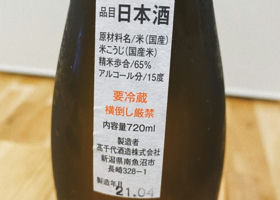 品目 日本酒
原材料名/米(国産)
米こうじ(国産米)
精米歩合/65%
アルコール分/15度
要冷蔵
横倒し厳禁
内容量720ml
製造者
髙千代酒造株式会社
新潟県南魚沼市
長崎328-1
製造年月 21.04